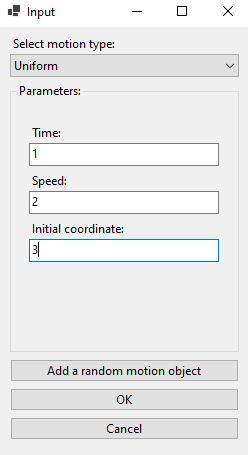 Input
Select motion type:
Uniform
Parameters:
Time:
1
Speed:
2
Initial coordinate:
3
Add a random motion object
OK
Cancel